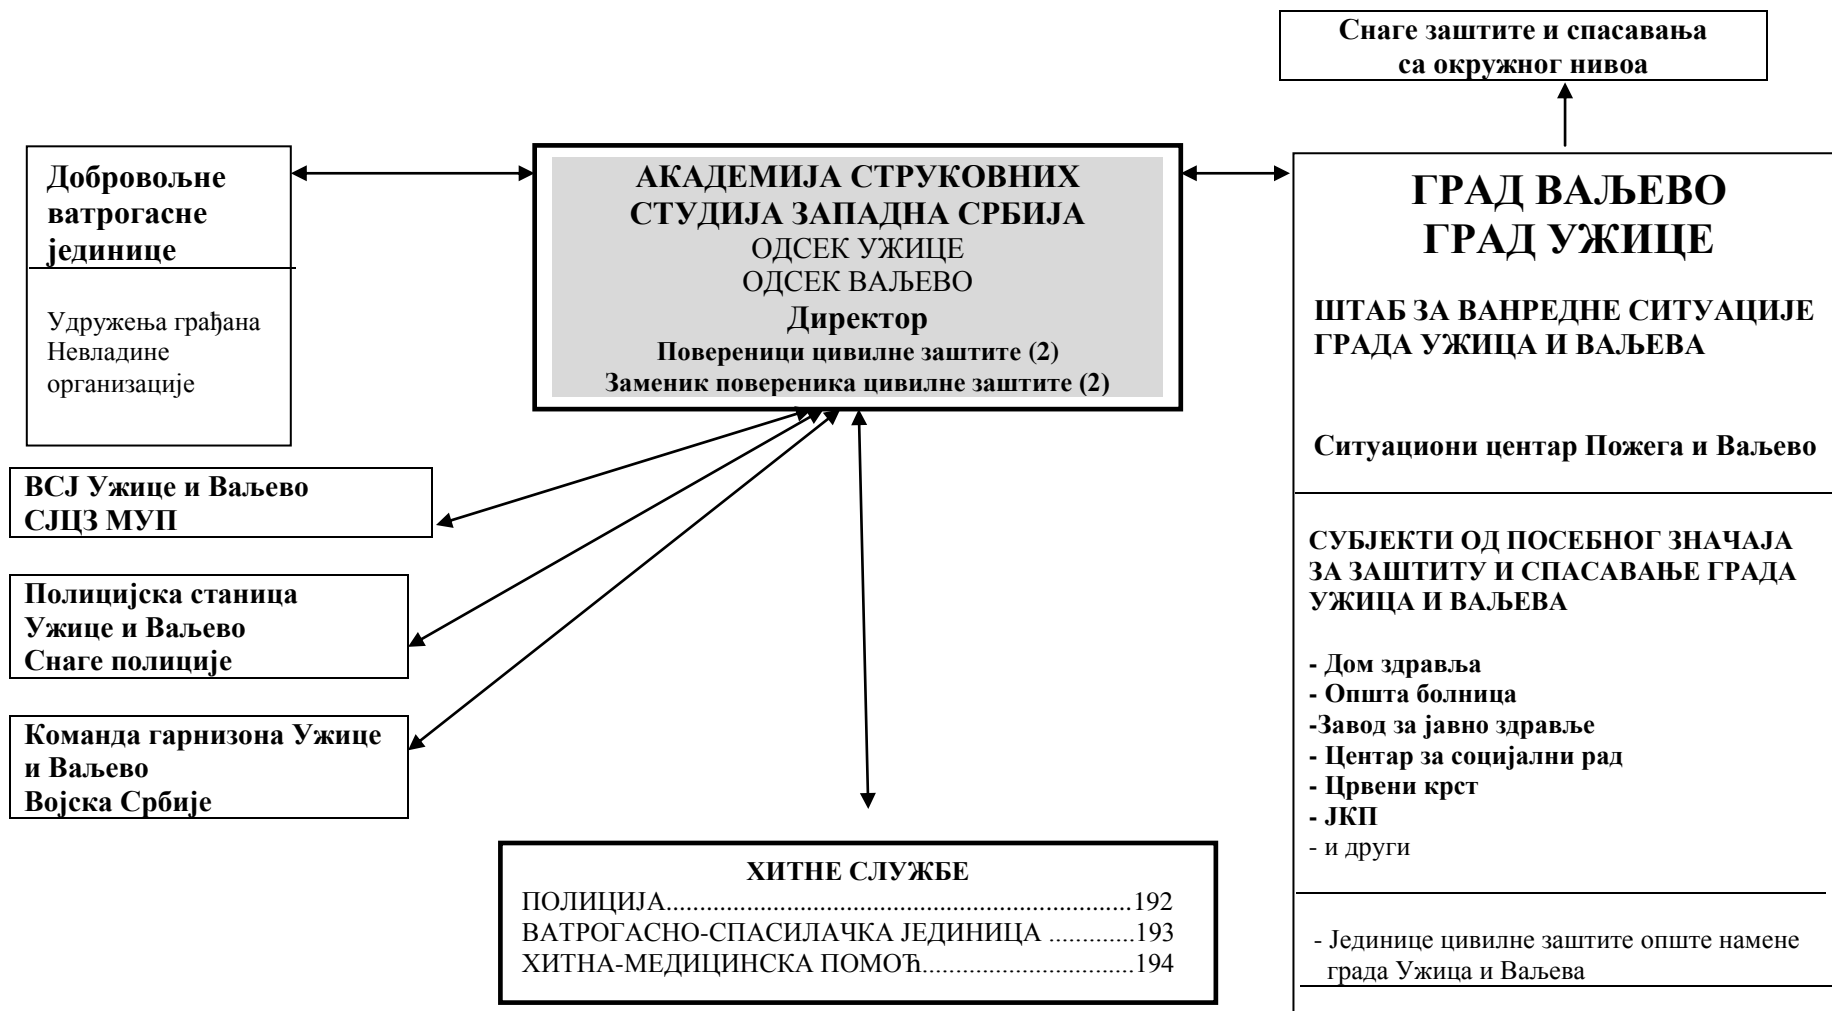 Снаге заштите и спасавања
са окружног нивоа
Добровољне
ватрогасне
јединице
Удружења грађана
Невладине
организације
АКАДЕМИЈА СТРУКОВНИХ
СТУДИЈА ЗАПАДНА СРБИЈА
ОДСЕК УЖИЦЕ
ОДСЕК ВАЉЕВО
Директор
Повереници цивилне заштите (2)
Заменик повереника цивилне заштите (2)
ГРАД ВАЉЕВО
ГРАД УЖИЦЕ
ШТАБ ЗА ВАНРЕДНЕ СИТУАЦИЈЕ
ГРАДА УЖИЦА И ВАЉЕВА
Ситуациони центар Пожега и Ваљево
СУБЈЕКТИ ОД ПОСЕБНОГ ЗНАЧАЈА
ЗА ЗАШТИТУ И СПАСАВАЊЕ ГРАДА
УЖИЦА И ВАЉЕВА
- Дом здравља
- Општа болница
-Завод за јавно здравље
- Центар за социјални рад
- Црвени крст
- ЈКП
- и други
- Јединице цивилне заштите опште намене
града Ужица и Ваљева
ВСЈ Ужице и Ваљево
СЈЦЗ МУП
Полицијска станица
Ужице и Ваљево
Снаге полиције
Команда гарнизона Ужице
и Ваљево
Војска Србије
ХИТНЕ СЛУЖБЕ
ПОЛИЦИЈА......................................................................192
ВАТРОГАСНО-СПАСИЛАЧКА ЈЕДИНИЦА .............193
ХИТНА-МЕДИЦИНСКА ПОМОЋ................................194